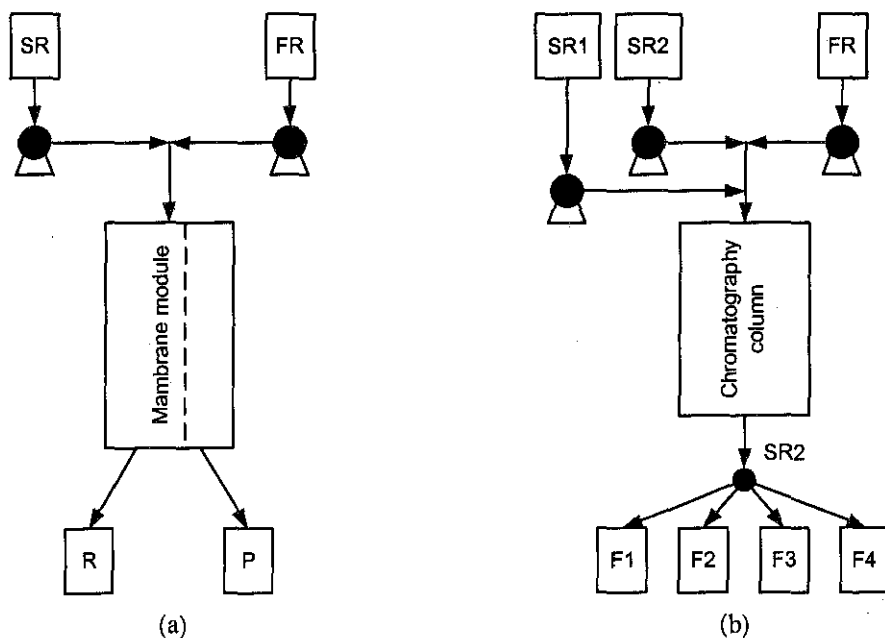 SR
FR
Mambrane module
R
P
(a)
SR1
SR2
FR
Chromatography
column
SR2
F1
F2
F3
F4
(b)